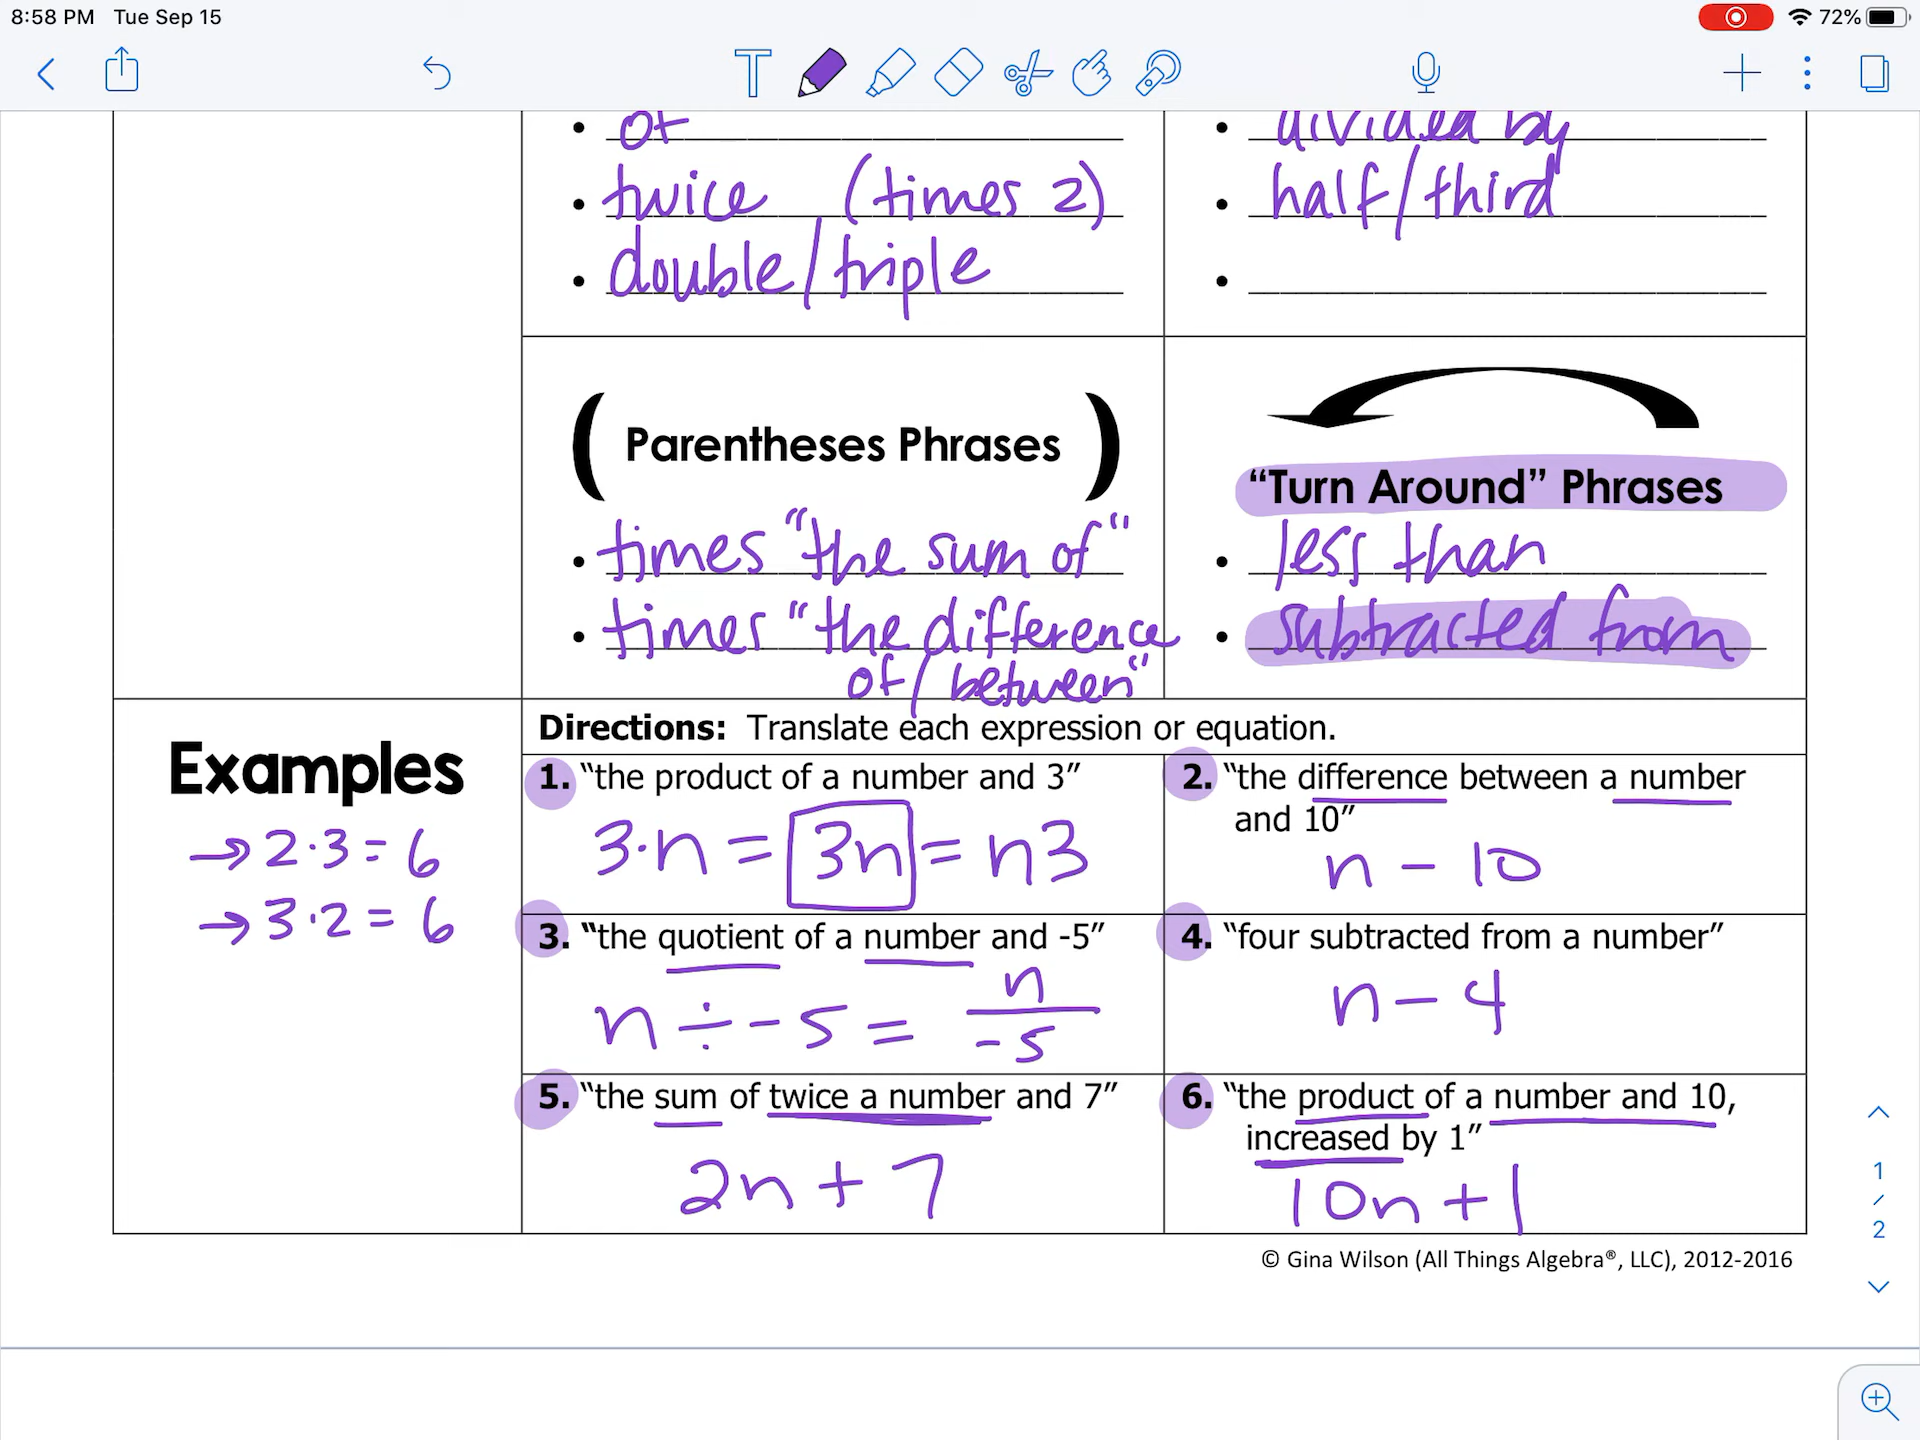 8:58 PM Tue Sep 15
72%
T
• of
• divided by
• twice (times 2)
• half/third
• double/triple
•
( Parentheses Phrases )
“Turn Around” Phrases
• times "the sum of"
• less than
• times "the difference
of/between"
• subtracted from
Directions: Translate each expression or equation.
Examples
→ 2·3 = 6
→ 3·2 = 6
1. “the product of a number and 3”
3·n = 3n = n3
2. “the difference between a number
and 10”
n - 10
3. “the quotient of a number and -5”
n ÷ -5 = n/-5
4. “four subtracted from a number”
n - 4
5. “the sum of twice a number and 7”
2n + 7
6. “the product of a number and 10,
increased by 1”
10n + 1
1
/
2
© Gina Wilson (All Things Algebra®, LLC), 2012-2016